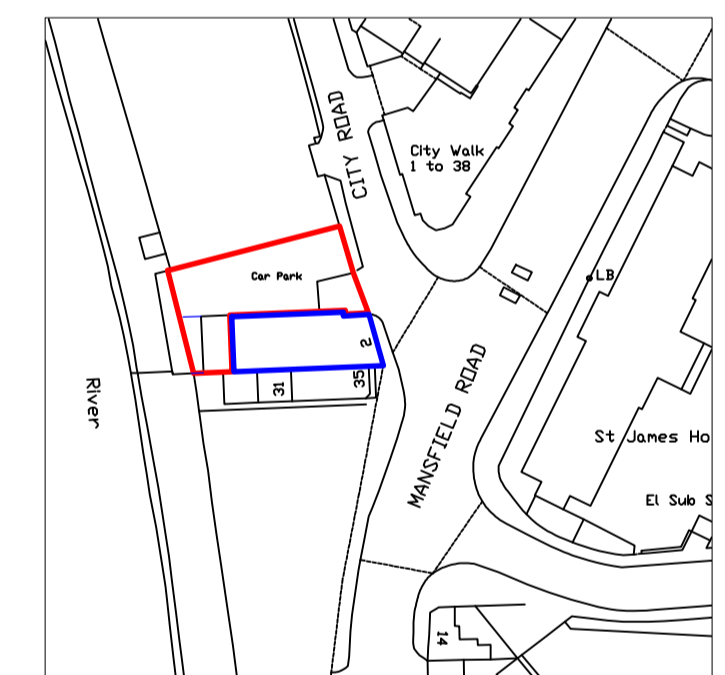 CITY ROAD
City Walk
1 to 38
Car Park
LB
2
31
35
River
MANSFIELD ROAD
St James Ho
El Sub S
14